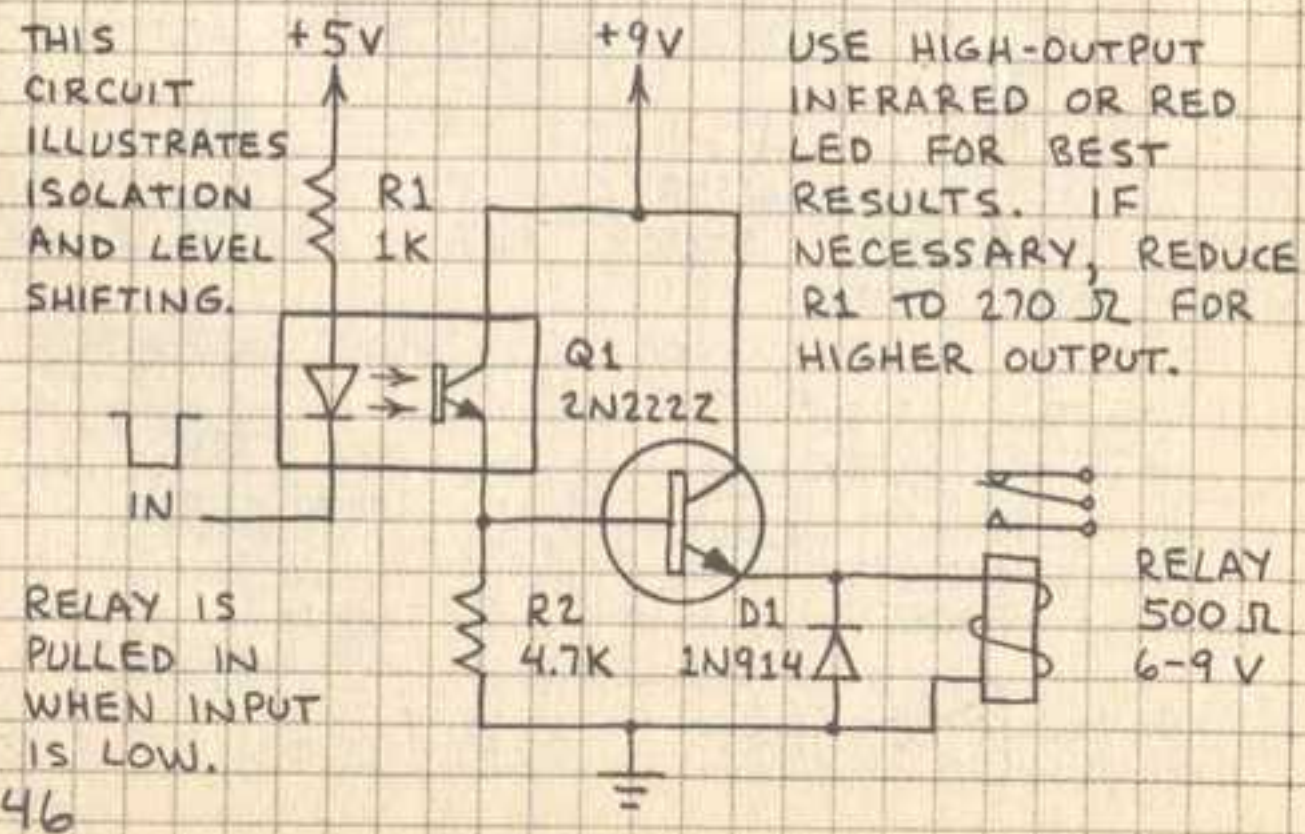 THIS
CIRCUIT
ILLUSTRATES
ISOLATION
AND LEVEL
SHIFTING.
+5V
+9V
USE HIGH-OUTPUT
INFRARED OR RED
LED FOR BEST
RESULTS. IF
NECESSARY, REDUCE
R1 TO 270 Ω FOR
HIGHER OUTPUT.
R1
1K
Q1
2N2222
IN
RELAY IS
PULLED IN
WHEN INPUT
IS LOW.
R2
4.7K
D1
1N914
RELAY
500 Ω
6-9 V
46